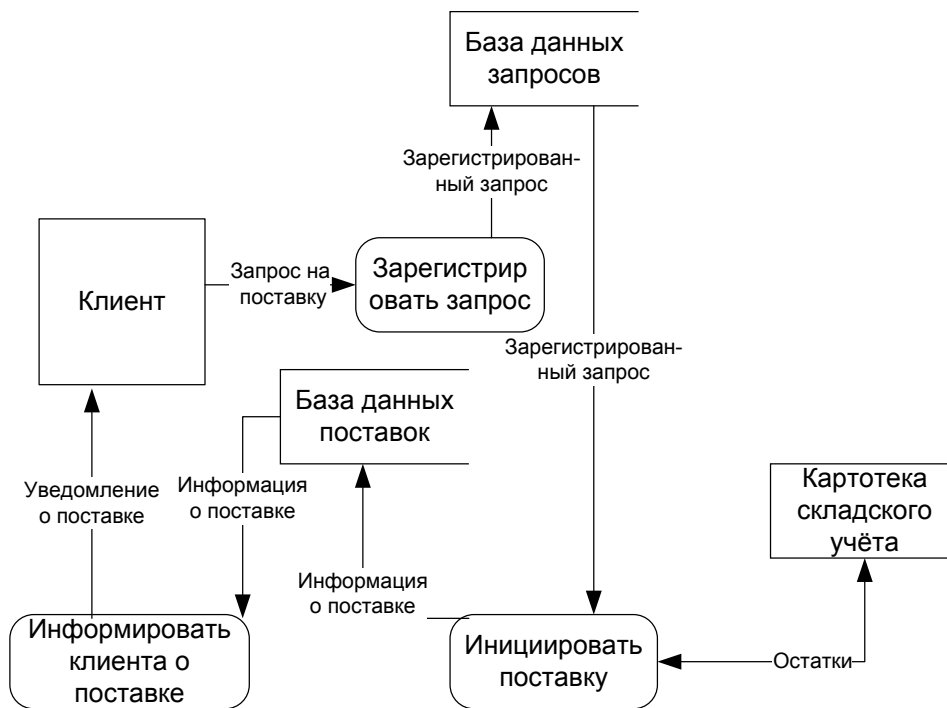 База данных
запросов
Зарегистрирован-
ный запрос
Клиент
Запрос на
поставку
Зарегистрир
овать запрос
Зарегистрирован-
ный запрос
База данных
поставок
Уведомление
о поставке
Информация
о поставке
Картотека
складского
учёта
Информация
о поставке
Информировать
клиента о
поставке
Инициировать
поставку
Остатки